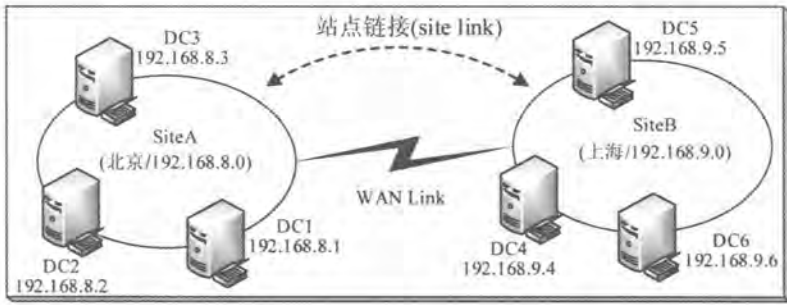 DC3
192.168.8.3
站点链接(site link)
DC5
192.168.9.5
SiteA
(北京/192.168.8.0)
SiteB
(上海/192.168.9.0)
WAN Link
DC1
192.168.8.1
DC2
192.168.8.2
DC4
192.168.9.4
DC6
192.168.9.6